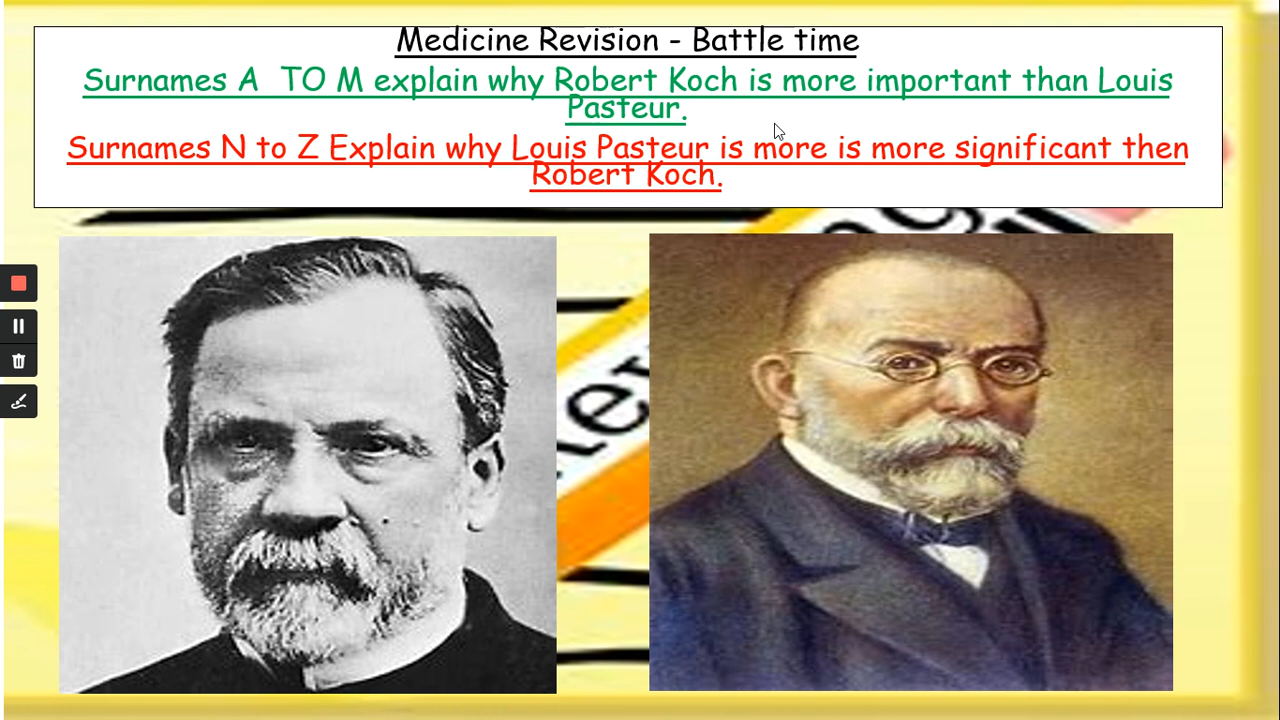 Medicine Revision - Battle time
Surnames A TO M explain why Robert Koch is more important than Louis
Pasteur.
Surnames N to Z Explain why Louis Pasteur is more is more significant then
Robert Koch.